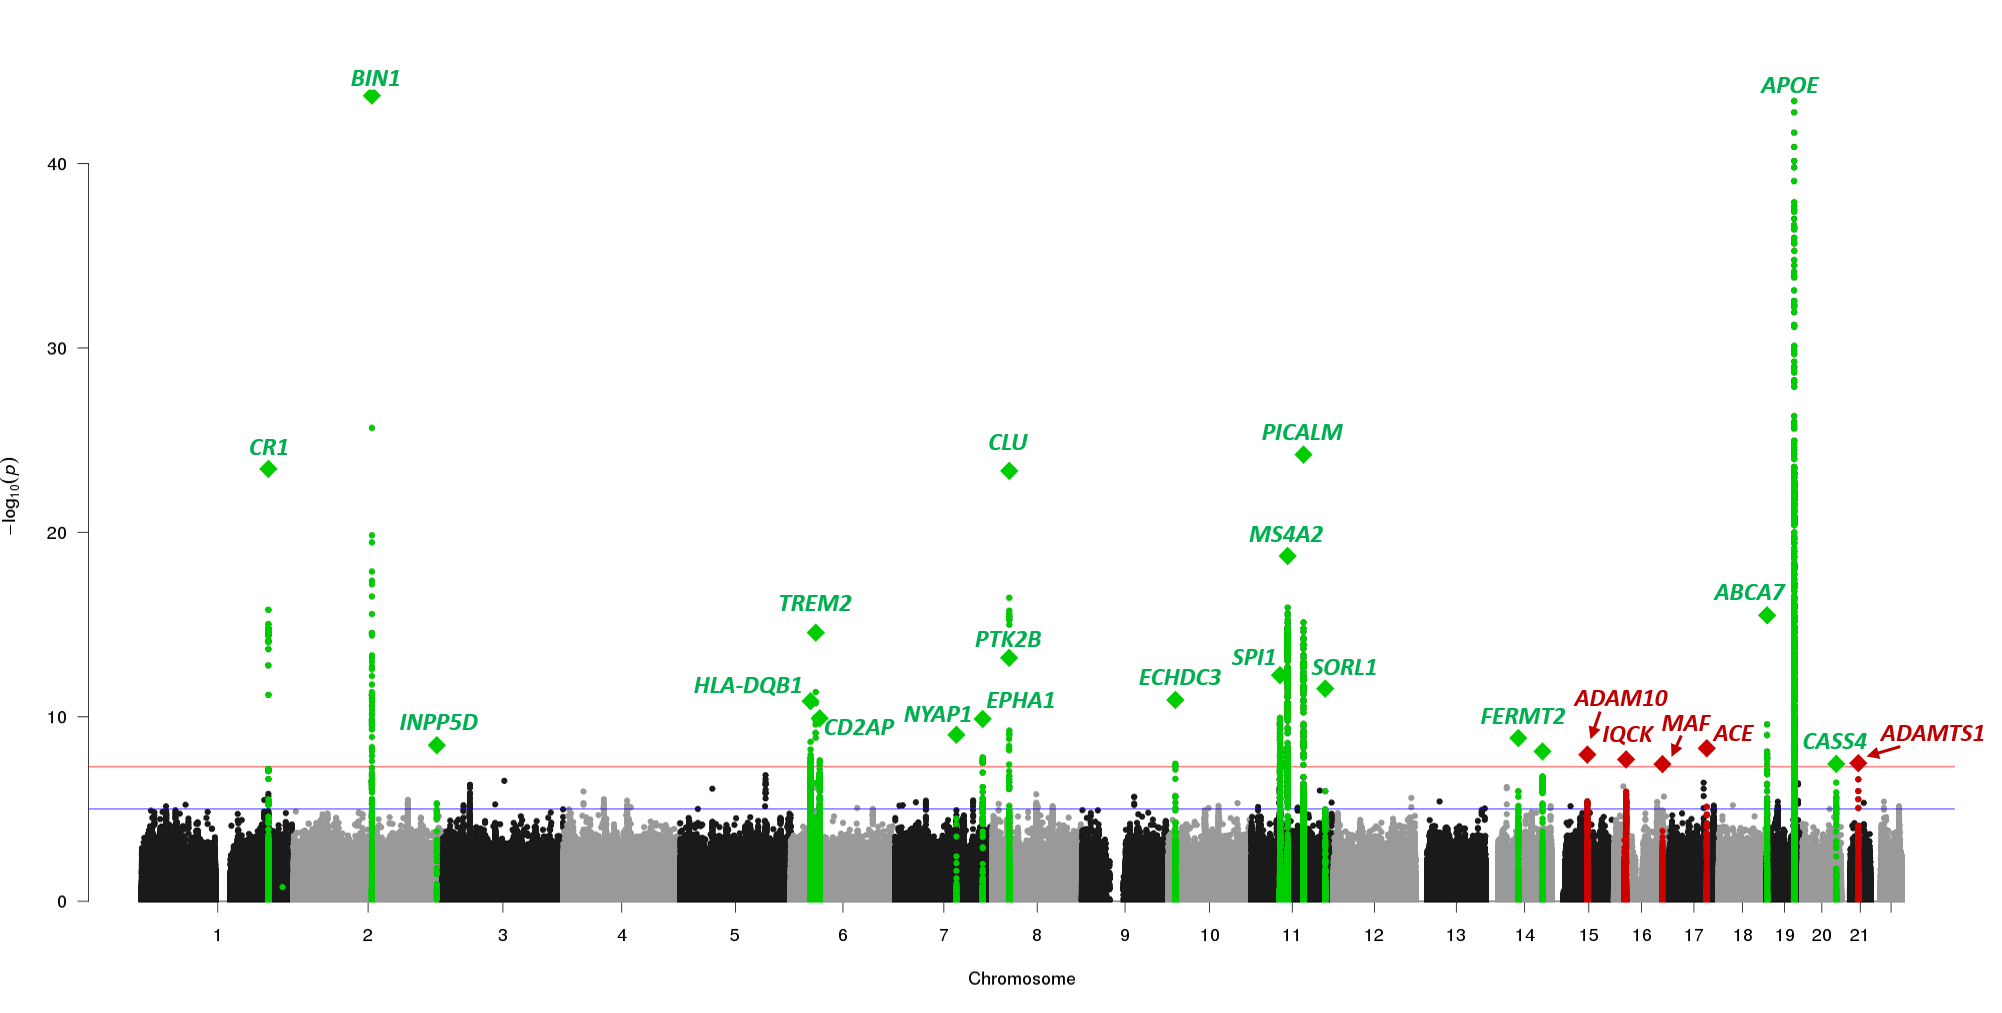 BIN1
APOE
40
30
CR1
CLU
PICALM
−log10(p)
20
MS4A2
TREM2
ABCA7
PTK2B
SPI1
SORL1
HLA-DQB1
ECHDC3
10
INPP5D
CD2AP
NYAP1
EPHA1
FERMT2
ADAM10
IQCK
MAF
ACE
CASS4
ADAMTS1
0
1 2 3 4 5 6 7 8 9 10 11 12 13 14 15 16 17 18 19 20 21
Chromosome